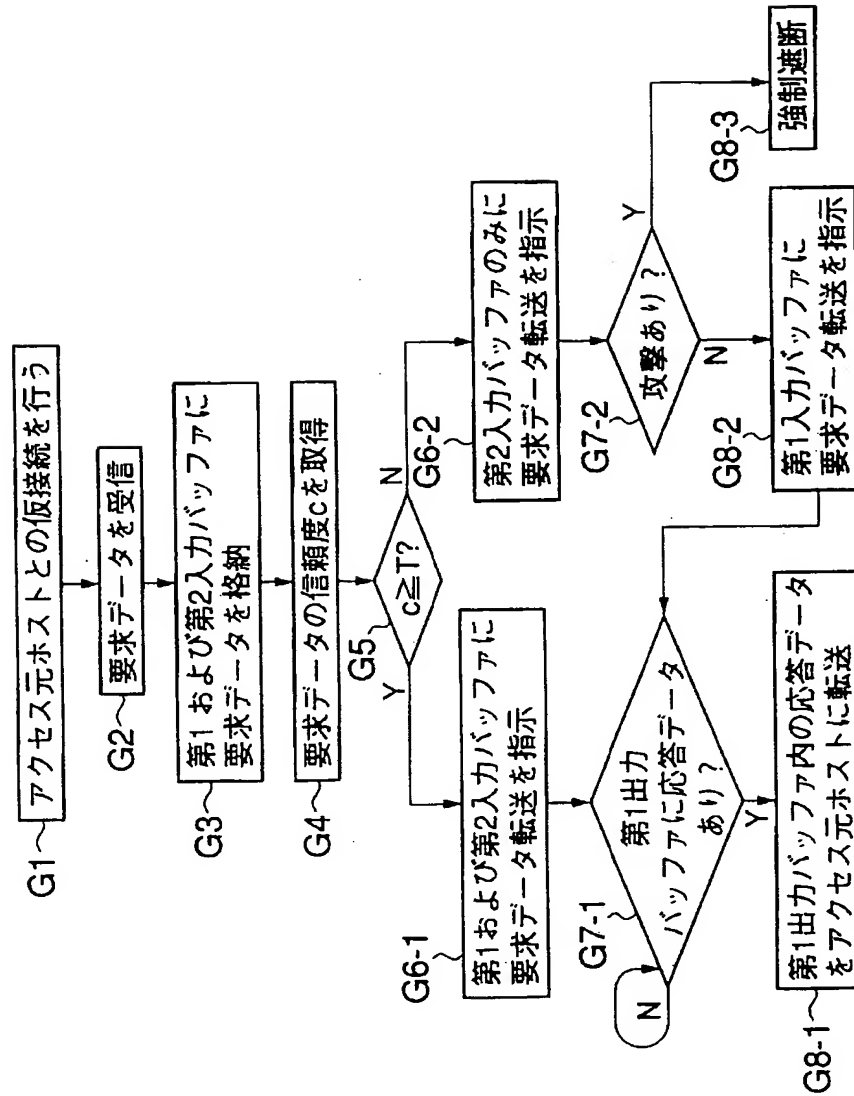 G1
アクセス元ホストとの仮接続を行う
G2
要求データを受信
G3
第1および第2入力バッファに
要求データを格納
G4
要求データの信頼度cを取得
G5
c≧T?
Y
N
G6-1
第1および第2入力バッファに
要求データ転送を指示
G6-2
第2入力バッファのみに
要求データ転送を指示
G7-1
第1出力
バッファに応答データ
あり?
N
Y
G7-2
攻撃あり?
Y
N
G8-1
第1出力バッファ内の応答データ
をアクセス元ホストに転送
G8-2
第1入力バッファに
要求データ転送を指示
G8-3
強制遮断